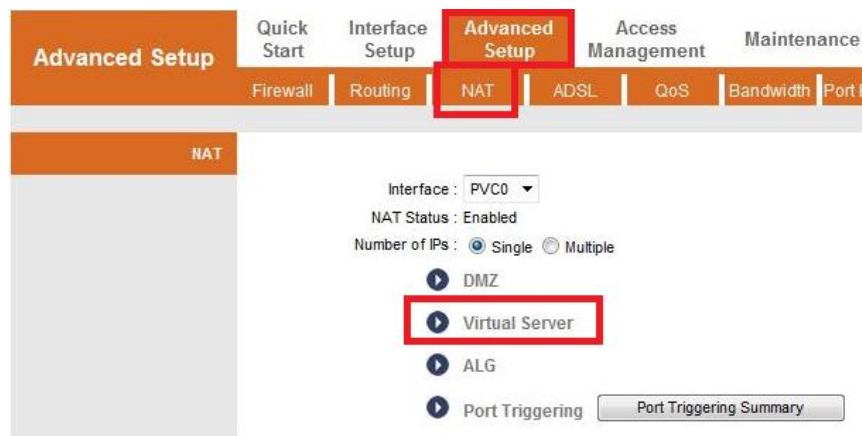 Advanced Setup
Quick Start
Interface Setup
Advanced Setup
Access Management
Maintenance
Firewall NAT Routing ADSL QoS Bandwidth Port
NAT
Interface : PVC0
NAT Status : Enabled
Number of IPs : Single Multiple
DMZ
Virtual Server
ALG
Port Triggering Port Triggering Summary